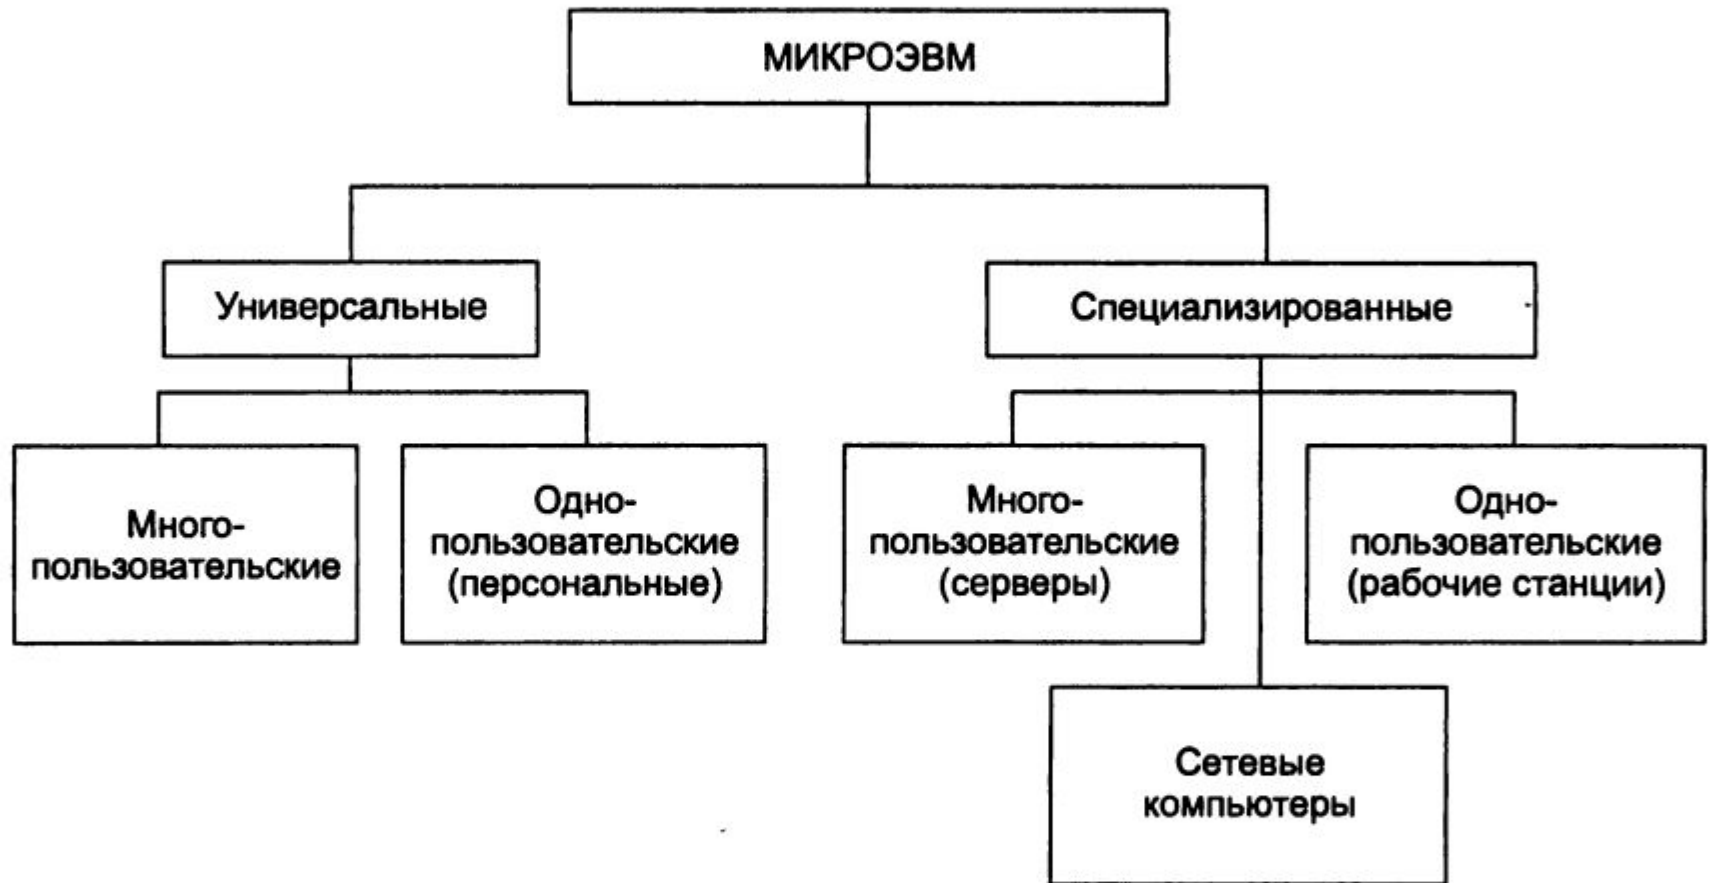 МИКРОЭВМ
Универсальные
Специализированные
Много-
пользовательские
Одно-
пользовательские
(персональные)
Много-
пользовательские
(серверы)
Одно-
пользовательские
(рабочие станции)
Сетевые
компьютеры